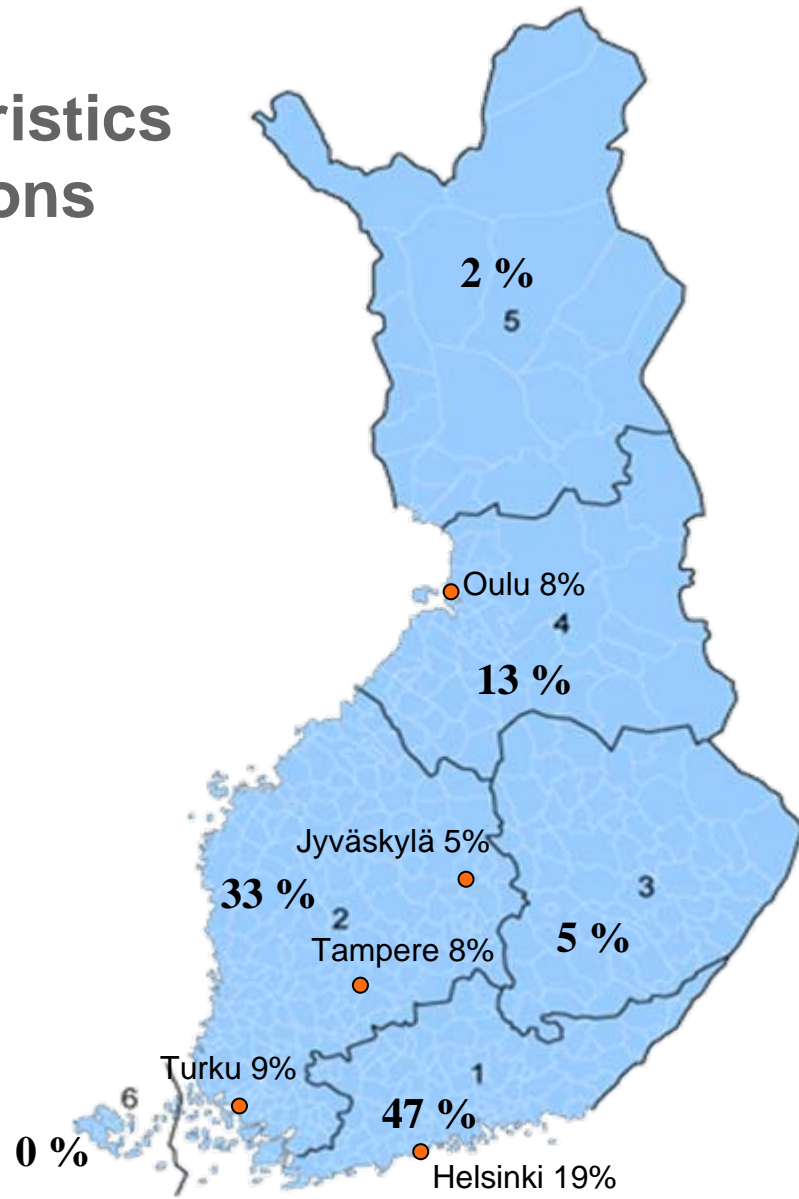 ristics
ons
2 %
5
Oulu 8%
4
13 %
Jyväskylä 5%
33 %
2
3
5 %
Tampere 8%
Turku 9%
1
6
47 %
0 %
Helsinki 19%